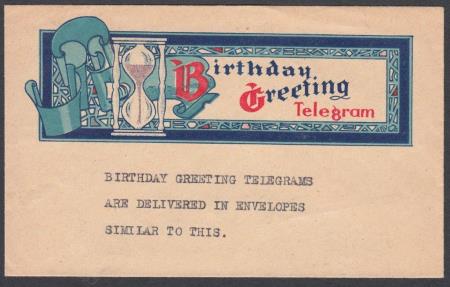 Birthday
Greeting
Telegram
BIRTHDAY GREETING TELEGRAMS
ARE DELIVERED IN ENVELOPES
SIMILAR TO THIS.